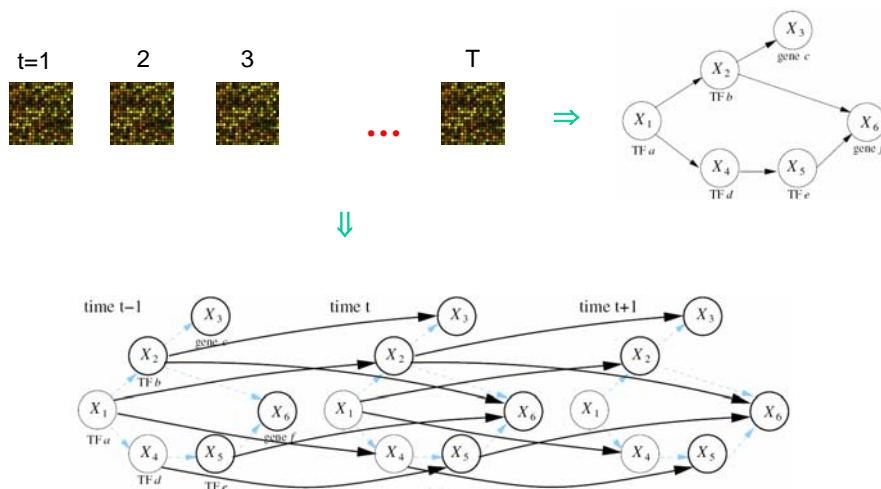 t=1 2 3 T
...
⇒
X3
gene c
X2
TF b
X1
TF a
X6
gene f
X4
TF d
X5
TF e
⇓
time t−1 time t time t+1
X3 X3 X3
gene c
X2 X2 X2
TF b
X1 X6 X1 X6 X1 X6
TF a gene f
X4 X5 X4 X5 X4 X5
TF d TF e